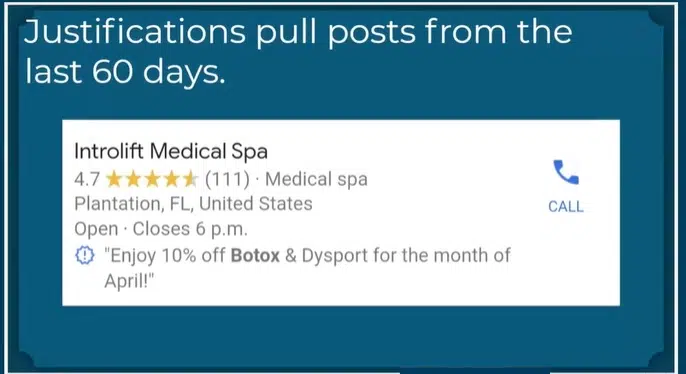 Justifications pull posts from the
last 60 days.
Introlift Medical Spa
4.7 (111) · Medical spa
Plantation, FL, United States
Open · Closes 6 p.m.
CALL
"Enjoy 10% off Botox & Dysport for the month of
April!"